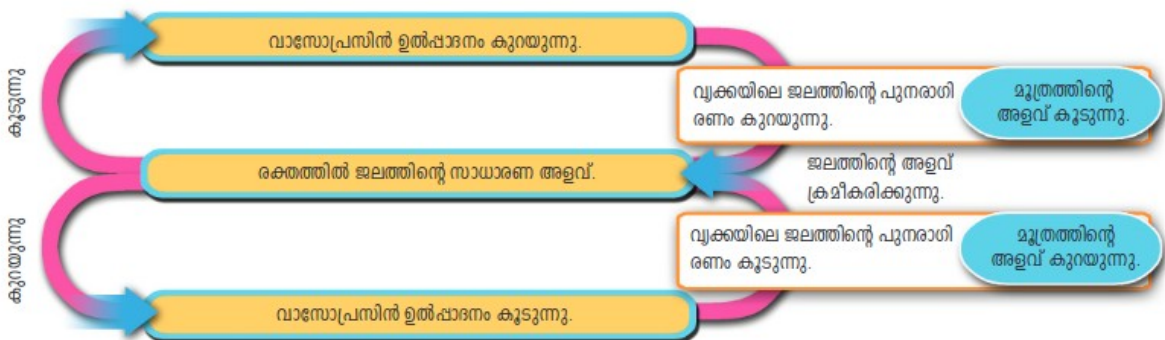 വാസോപ്രസിൻ ഉൽപ്പാദനം കുറയുന്നു.
കൂടുന്നു
വൃക്കയിലെ ജലത്തിന്റെ പുനരാഗി
രണം കുറയുന്നു.
മൂത്രത്തിന്റെ
അളവ് കൂടുന്നു.
രക്തത്തിൽ ജലത്തിന്റെ സാധാരണ അളവ്.
ജലത്തിന്റെ അളവ്
ക്രമീകരിക്കുന്നു.
കുറയുന്നു
വൃക്കയിലെ ജലത്തിന്റെ പുനരാഗി
രണം കൂടുന്നു.
മൂത്രത്തിന്റെ
അളവ് കുറയുന്നു.
വാസോപ്രസിൻ ഉൽപ്പാദനം കൂടുന്നു.